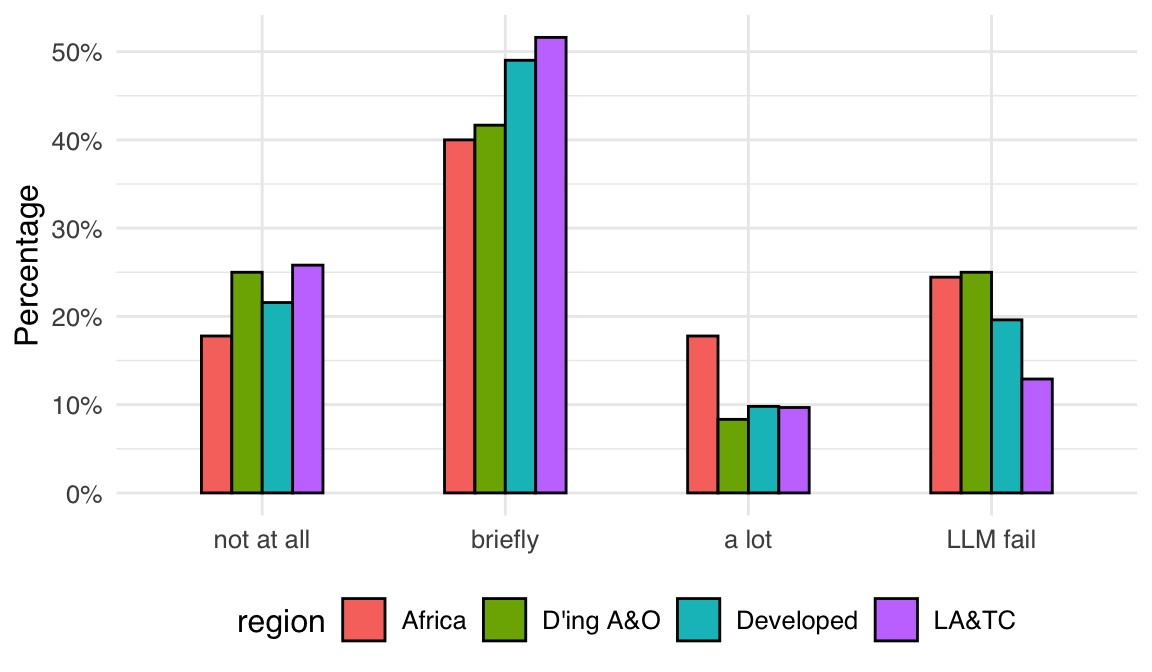 Percentage
50%
40%
30%
20%
10%
0%
not at all briefly a lot LLM fail
region Africa D'ing A&O Developed LA&TC